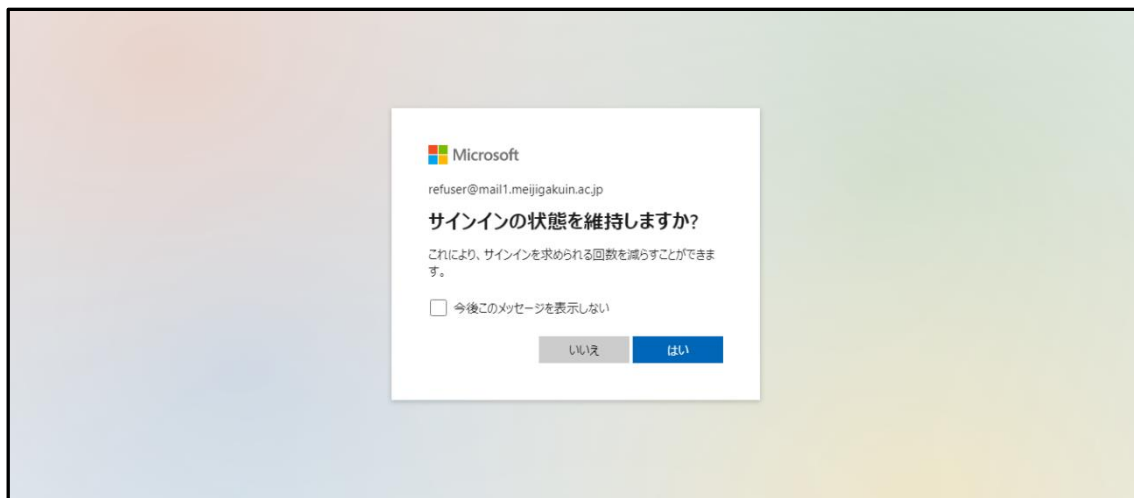 Microsoft
refuser@mail1.meijigakuin.ac.jp
サインインの状態を維持しますか?
これにより、サインインを求められる回数を減らすことができま
す。
今後このメッセージを表示しない
いいえ はい